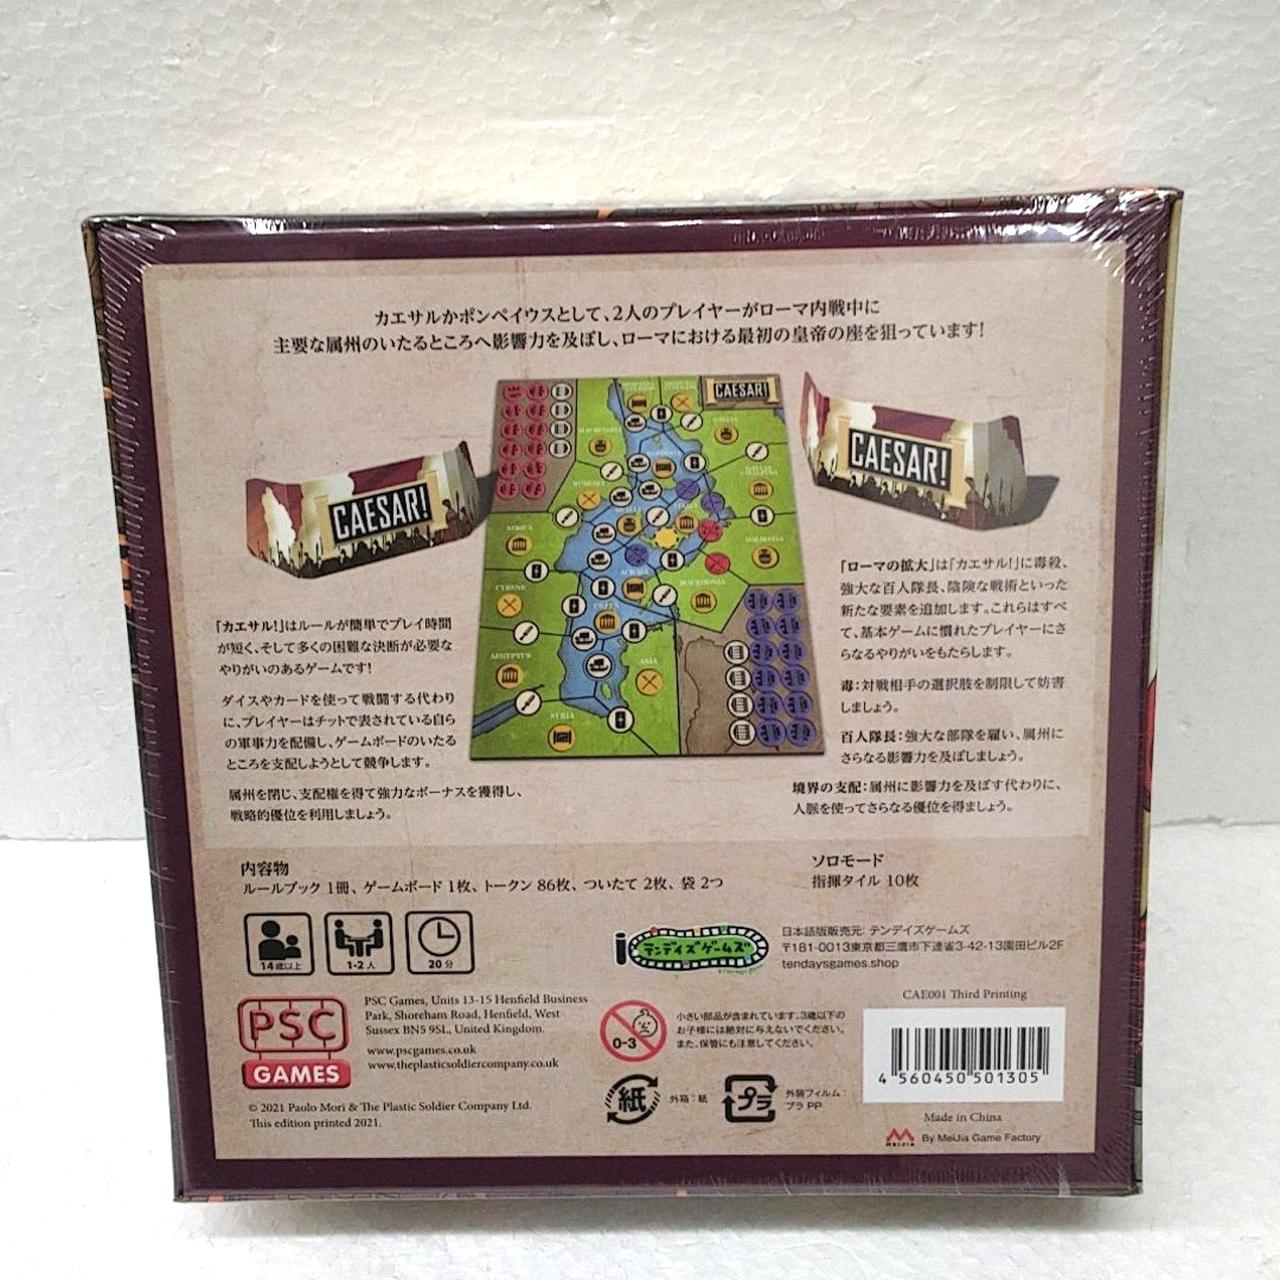 カエサルかポンペイウスとして、2人のプレイヤーがローマ内戦中に
主要な属州のいたるところへ影響力を及ぼし、ローマにおける最初の皇帝の座を狙っています!
CAESAR!
CAESAR!
CAESAR!
MACEDONIA
AFRICA
CYRENE
AEGYPTUS
ASIA
SYRIA
「カエサル!」はルールが簡単でプレイ時間
が短く、そして多くの困難な決断が必要な
やりがいのあるゲームです!
ダイスやカードを使って戦闘する代わり
に、プレイヤーはチットで表されている自ら
の軍事力を配備し、ゲームボードのいたる
ところを支配しようとして競争します。
属州を閉じ、支配権を得て強力なボーナスを獲得し、
戦略的優位を利用しましょう。
「ローマの拡大」は「カエサル!」に毒殺、
強大な百人隊長、陰険な戦術といった
新たな要素を追加します。これらはすべ
て、基本ゲームに慣れたプレイヤーにさ
らなるやりがいをもたらします。
毒:対戦相手の選択肢を制限して妨害
しましょう。
百人隊長:強大な部隊を雇い、属州に
さらなる影響力を及ぼしましょう。
境界の支配:属州に影響力を及ぼす代わりに、
人脈を使ってさらなる優位を得ましょう。
内容物
ルールブック 1冊、ゲームボード 1枚、トークン 86枚、ついたて 2枚、袋 2つ
ソロモード
指揮タイル 10枚
14歳以上
1-2人
20分
テンデイズゲームズ
日本語版販売元: テンデイズゲームズ
〒181-0013東京都三鷹市下連雀3-42-13園田ビル2F
tendaysgames.shop
PSC
GAMES
PSC Games, Units 13-15 Henfield Business
Park, Shoreham Road, Henfield, West
Sussex BN5 9SL, United Kingdom.
www.pscgames.co.uk
www.theplasticsoldiercompany.co.uk
© 2021 Paolo Mori & The Plastic Soldier Company Ltd.
This edition printed 2021.
0-3
小さい部品が含まれています。3歳以下の
お子様には絶対に与えないでください。
また、保管にも注意してください。
紙
外箱:紙
プラ
外装フィルム:
プラ PP
CAE001 Third Printing
4 560450 501305
Made in China
MEIJIA
By MeiJia Game Factory